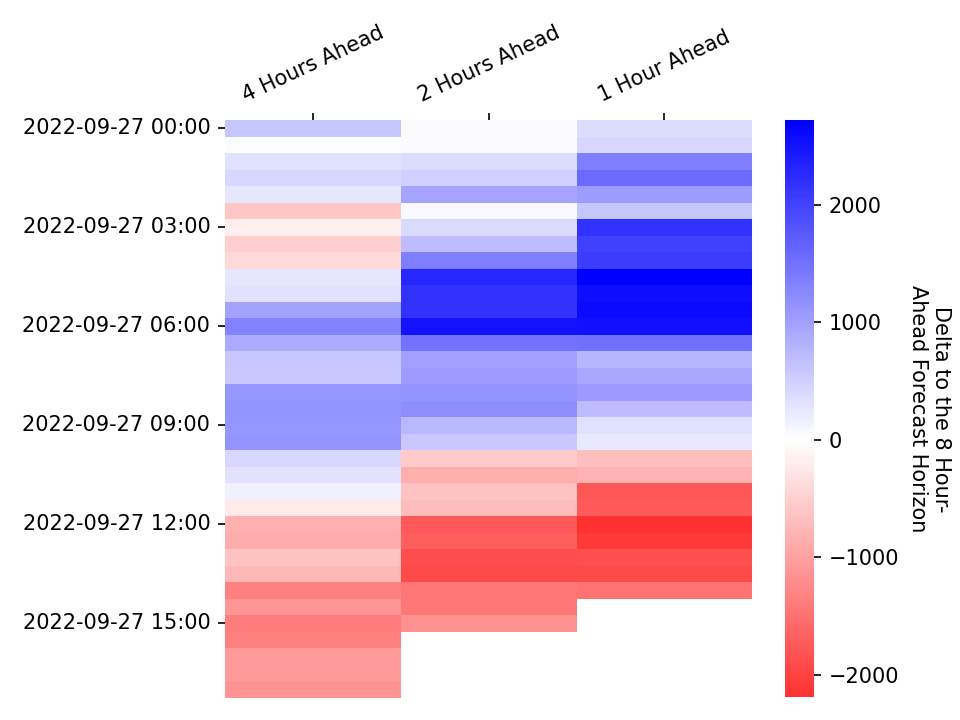 4 Hours Ahead
2 Hours Ahead
1 Hour Ahead
2022-09-27 00:00
2022-09-27 03:00
2022-09-27 06:00
2022-09-27 09:00
2022-09-27 12:00
2022-09-27 15:00
2000
1000
0
−1000
−2000
Delta to the 8 Hour-
Ahead Forecast Horizon